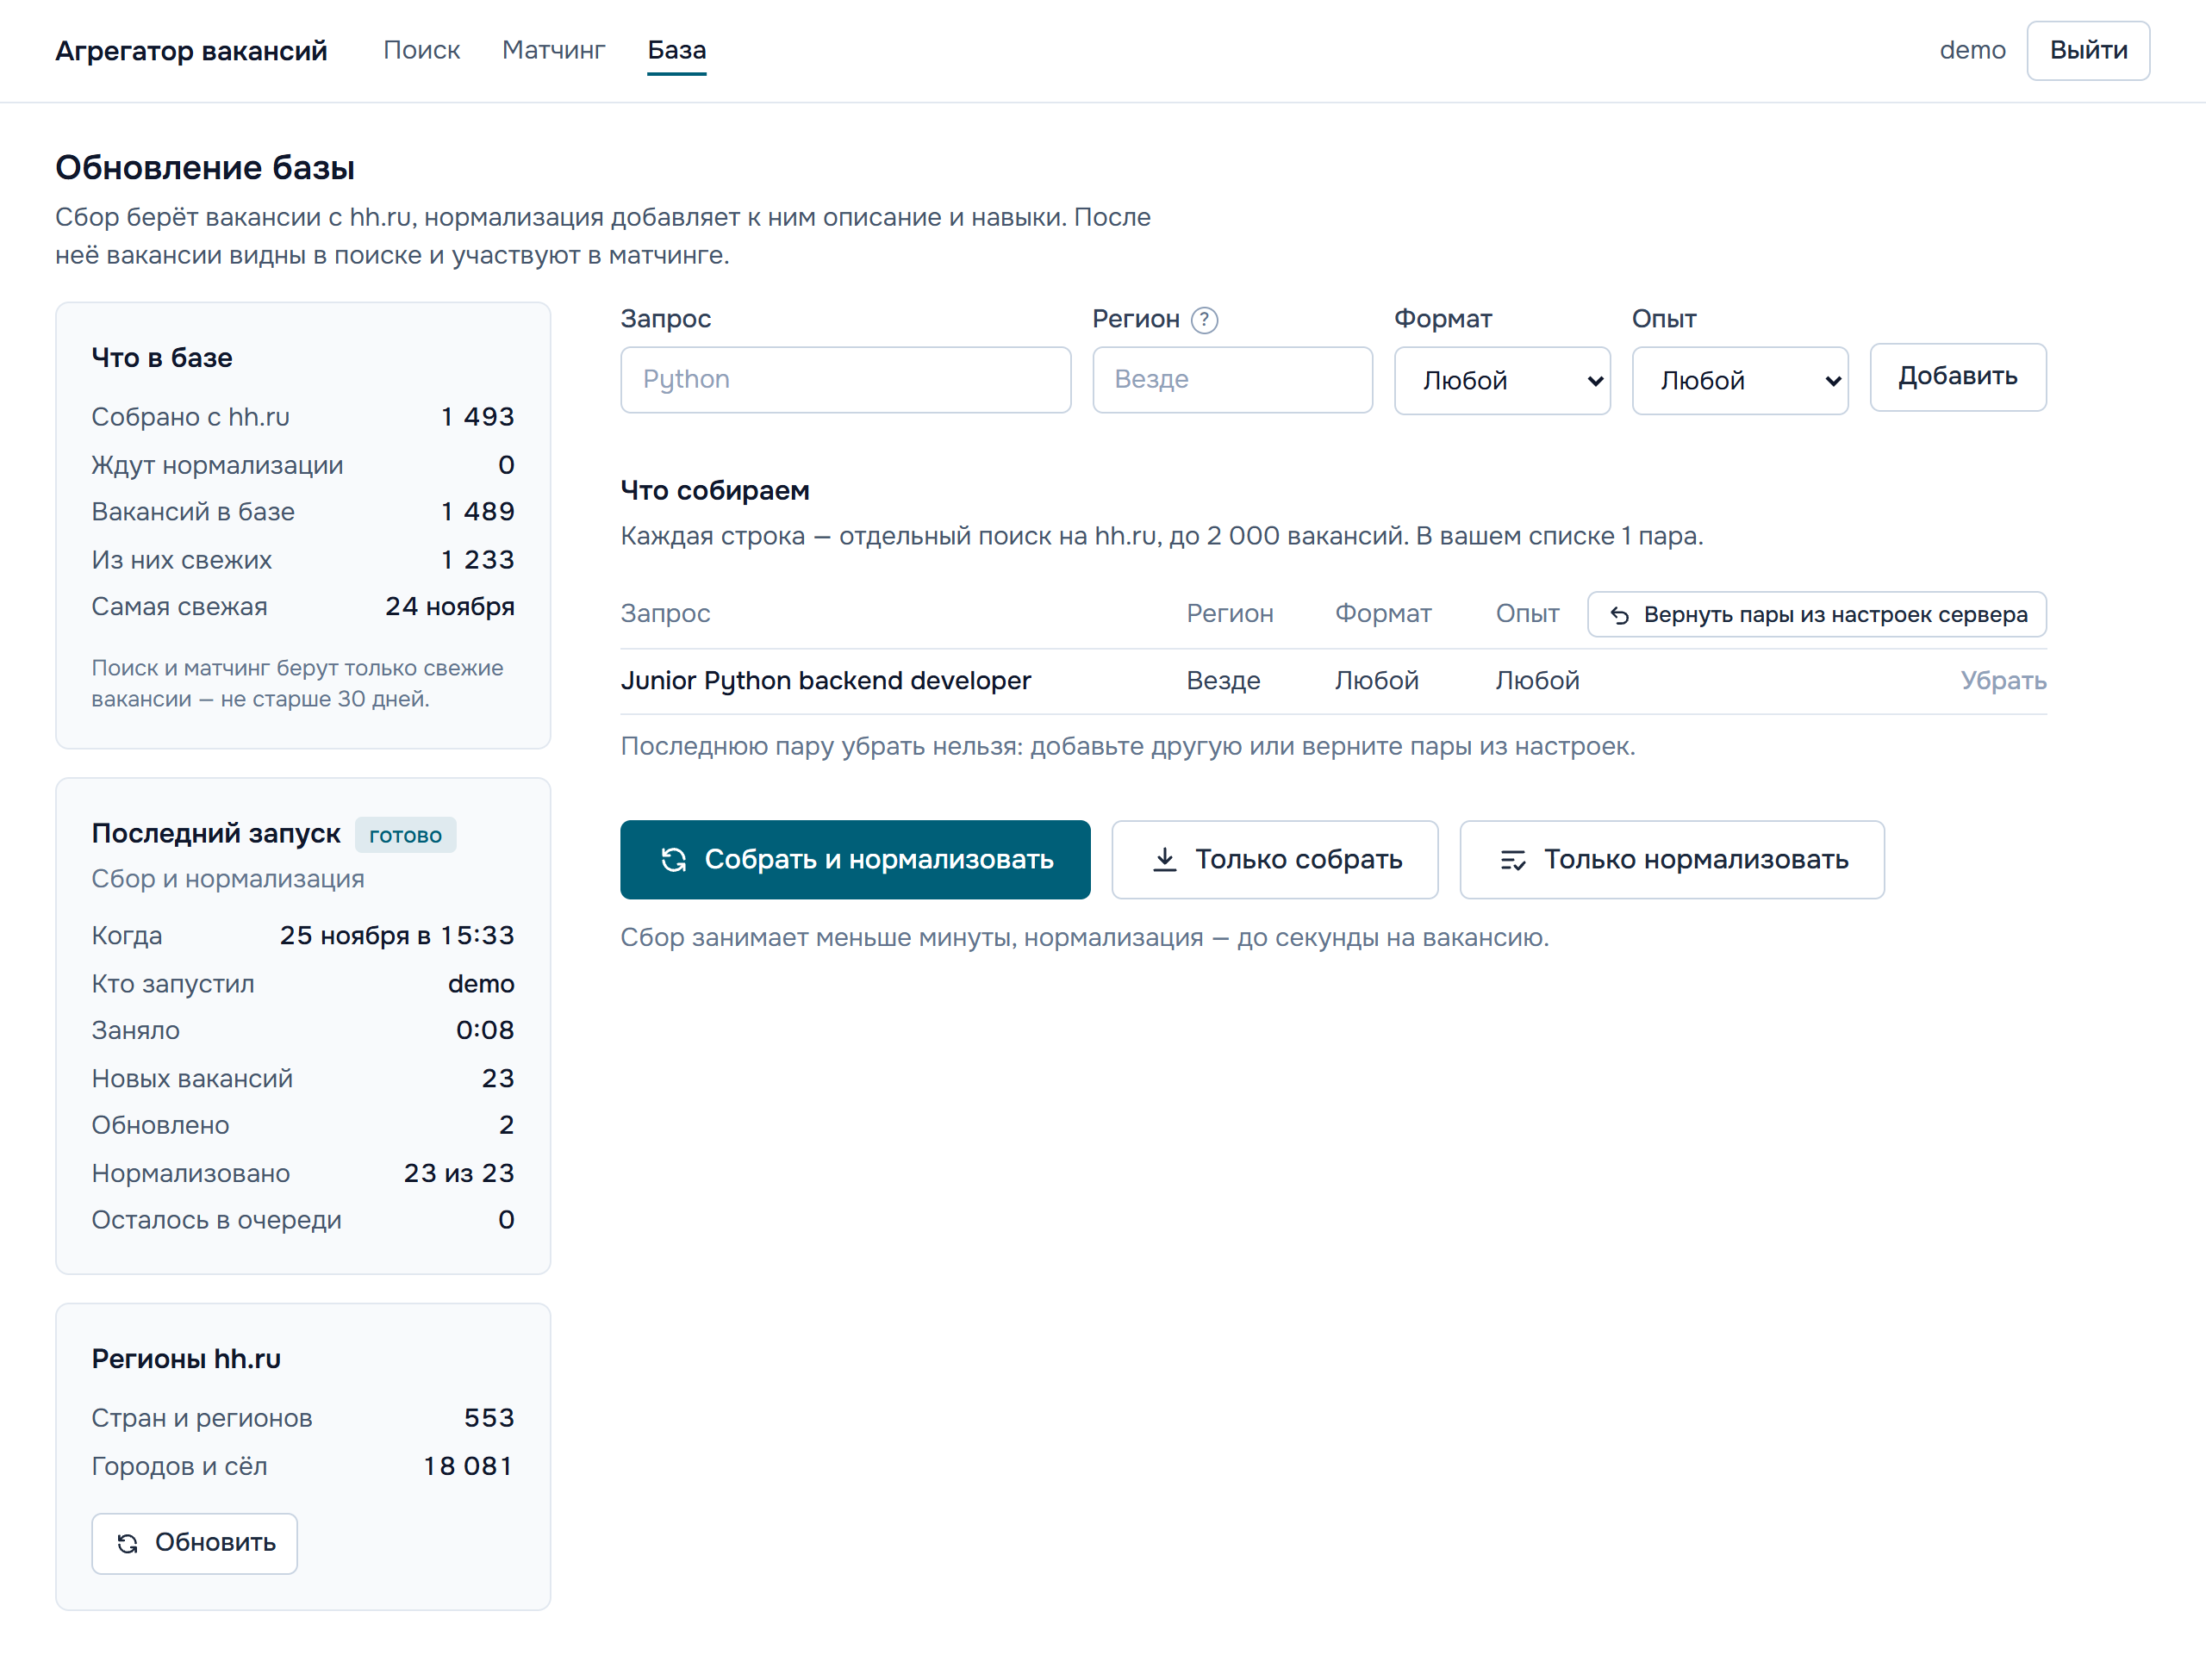 Агрегатор вакансий Поиск Матчинг База demo Выйти
Обновление базы
Сбор берёт вакансии с hh.ru, нормализация добавляет к ним описание и навыки. После
неё вакансии видны в поиске и участвуют в матчинге.
Что в базе
Собрано с hh.ru 1 493
Ждут нормализации 0
Вакансий в базе 1 489
Из них свежих 1 233
Самая свежая 24 ноября
Поиск и матчинг берут только свежие
вакансии — не старше 30 дней.
Последний запуск готово
Сбор и нормализация
Когда 25 ноября в 15:33
Кто запустил demo
Заняло 0:08
Новых вакансий 23
Обновлено 2
Нормализовано 23 из 23
Осталось в очереди 0
Регионы hh.ru
Стран и регионов 553
Городов и сёл 18 081
Обновить
Запрос Регион ? Формат Опыт
Python Везде Любой Любой Добавить
Что собираем
Каждая строка — отдельный поиск на hh.ru, до 2 000 вакансий. В вашем списке 1 пара.
Запрос Регион Формат Опыт Вернуть пары из настроек сервера
Junior Python backend developer Везде Любой Любой Убрать
Последнюю пару убрать нельзя: добавьте другую или верните пары из настроек.
Собрать и нормализовать Только собрать Только нормализовать
Сбор занимает меньше минуты, нормализация — до секунды на вакансию.